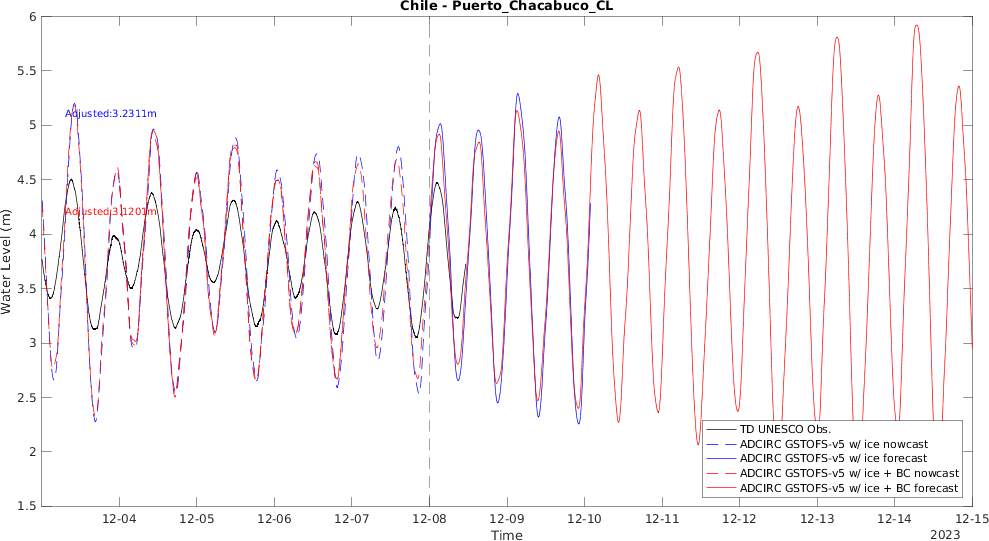 Chile - Puerto_Chacabuco_CL
6
5.5
5
4.5
4
3.5
3
2.5
2
1.5
Water Level (m)
Adjusted:3.2311m
Adjusted:3.1201m
TD UNESCO Obs.
ADCIRC GSTOFS-v5 w/ ice nowcast
ADCIRC GSTOFS-v5 w/ ice forecast
ADCIRC GSTOFS-v5 w/ ice + BC nowcast
ADCIRC GSTOFS-v5 w/ ice + BC forecast
12-04 12-05 12-06 12-07 12-08 12-09 12-10 12-11 12-12 12-13 12-14 12-15
Time
2023